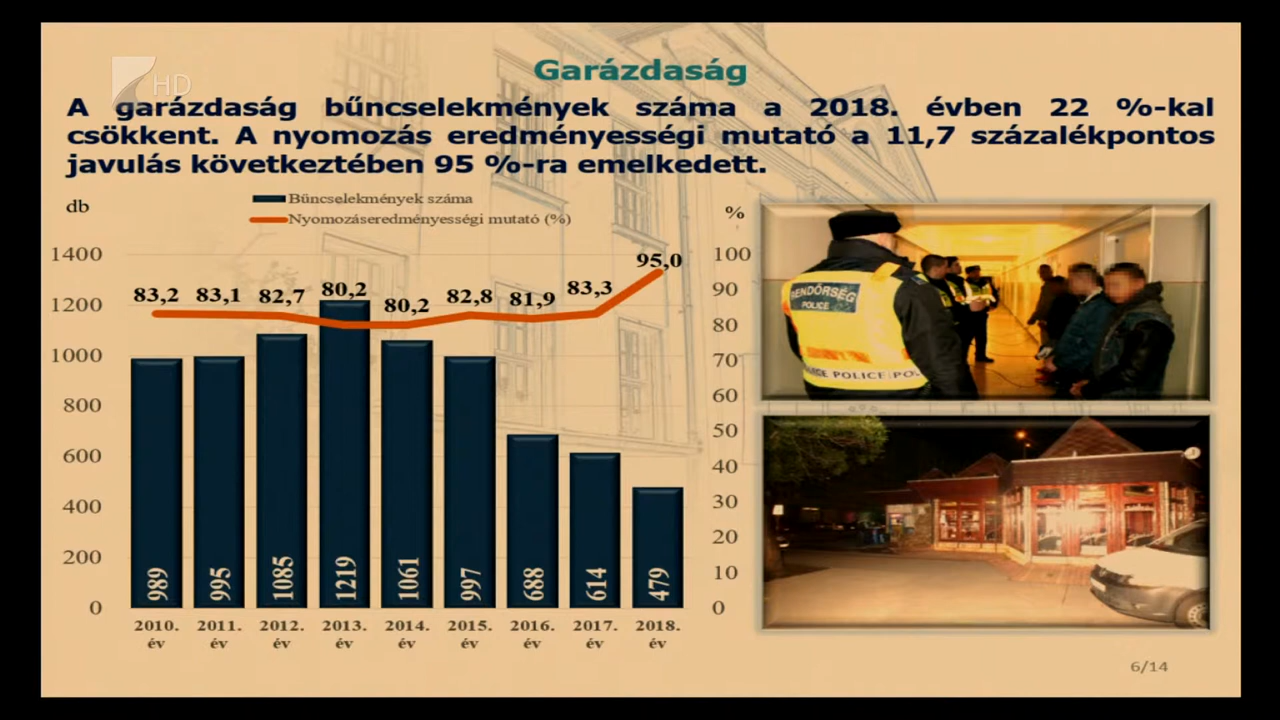 HD
Garázdaság
A garázdaság bűncselekmények száma a 2018. évben 22 %-kal
csökkent. A nyomozás eredményességi mutató a 11,7 százalékpontos
javulás következtében 95 %-ra emelkedett.
db
Bűncselekmények száma
Nyomozáseredményességi mutató (%)
%
1400
1200
1000
800
600
400
200
0
83,2 83,1 82,7 80,2 80,2 82,8 81,9 83,3 95,0
989 995 1085 1219 1061 997 688 614 479
2010. év
2011. év
2012. év
2013. év
2014. év
2015. év
2016. év
2017. év
2018. év
100
90
80
70
60
50
40
30
20
10
0
RENDŐRSÉG
POLICE
POLICE
6/14